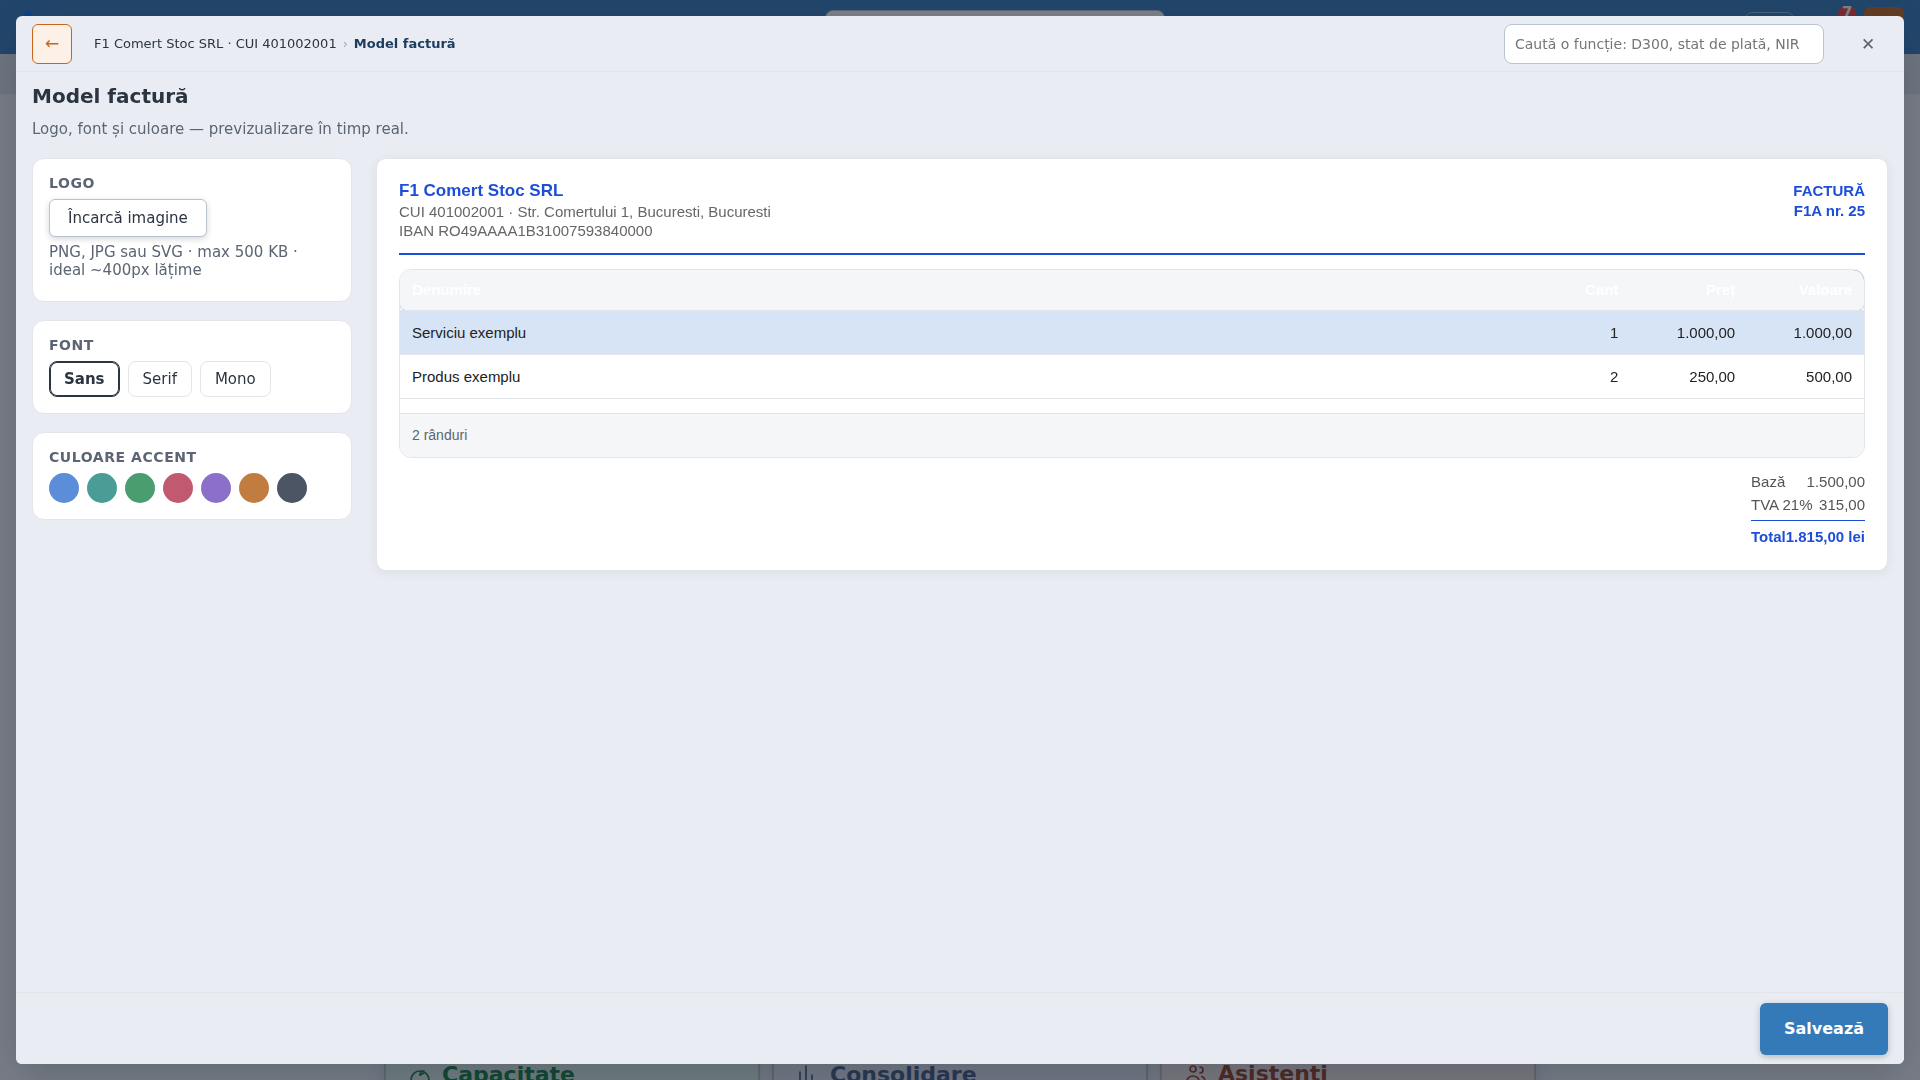 7
←
F1 Comert Stoc SRL · CUI 401002001 › Model factură
Caută o funcție: D300, stat de plată, NIR
✕
Model factură
Logo, font și culoare — previzualizare în timp real.
LOGO
Încarcă imagine
PNG, JPG sau SVG · max 500 KB ·
ideal ~400px lățime
FONT
Sans Serif Mono
CULOARE ACCENT
F1 Comert Stoc SRL
CUI 401002001 · Str. Comertului 1, Bucuresti, Bucuresti
IBAN RO49AAAA1B31007593840000
FACTURĂ
F1A nr. 25
Denumire Cant Preț Valoare
Serviciu exemplu 1 1.000,00 1.000,00
Produs exemplu 2 250,00 500,00
2 rânduri
Bază 1.500,00
TVA 21% 315,00
Total 1.815,00 lei
Salvează
Capacitate Consolidare Asistenți